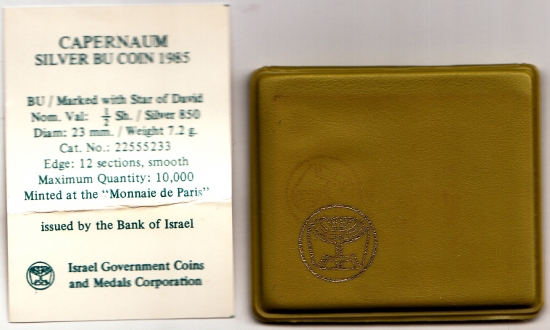 CAPERNAUM
SILVER BU COIN 1985
BU / Marked with Star of David
Nom. Val: ½ Sh. / Silver 850
Diam: 23 mm. / Weight 7.2 g.
Cat. No.: 22555233
Edge: 12 sections, smooth
Maximum Quantity: 10,000
Minted at the "Monnaie de Paris"
issued by the Bank of Israel
Israel Government Coins
and Medals Corporation